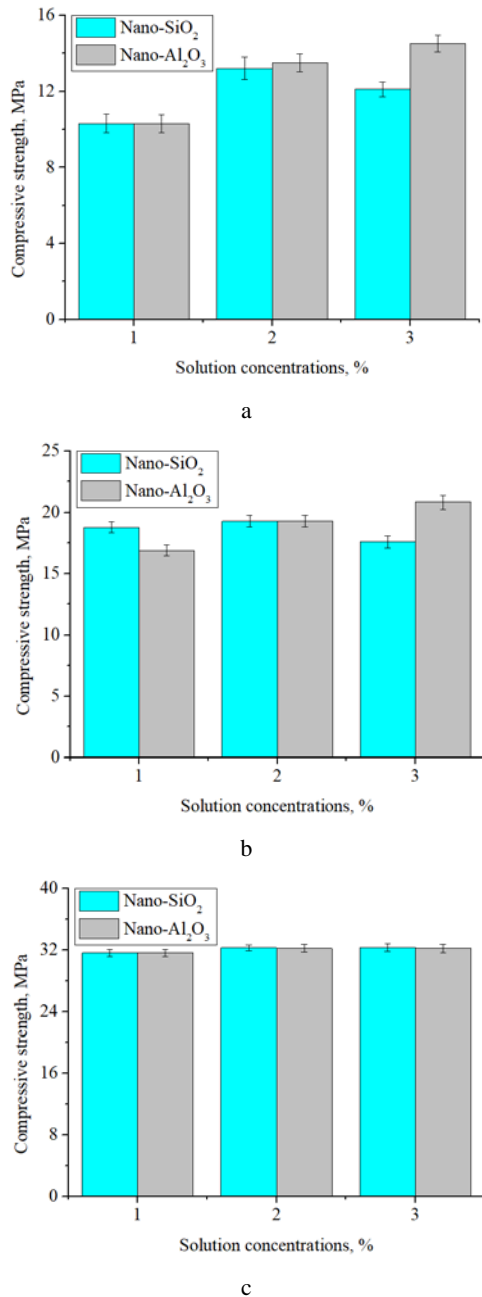 16
Nano-SiO₂
Nano-Al₂O₃
12
8
4
0
Compressive strength, MPa
1 2 3
Solution concentrations, %
a
25
Nano-SiO₂
Nano-Al₂O₃
20
15
10
5
0
Compressive strength, MPa
1 2 3
Solution concentrations, %
b
40
Nano-SiO₂
Nano-Al₂O₃
32
24
16
8
0
Compressive strength, MPa
1 2 3
Solution concentrations, %
c